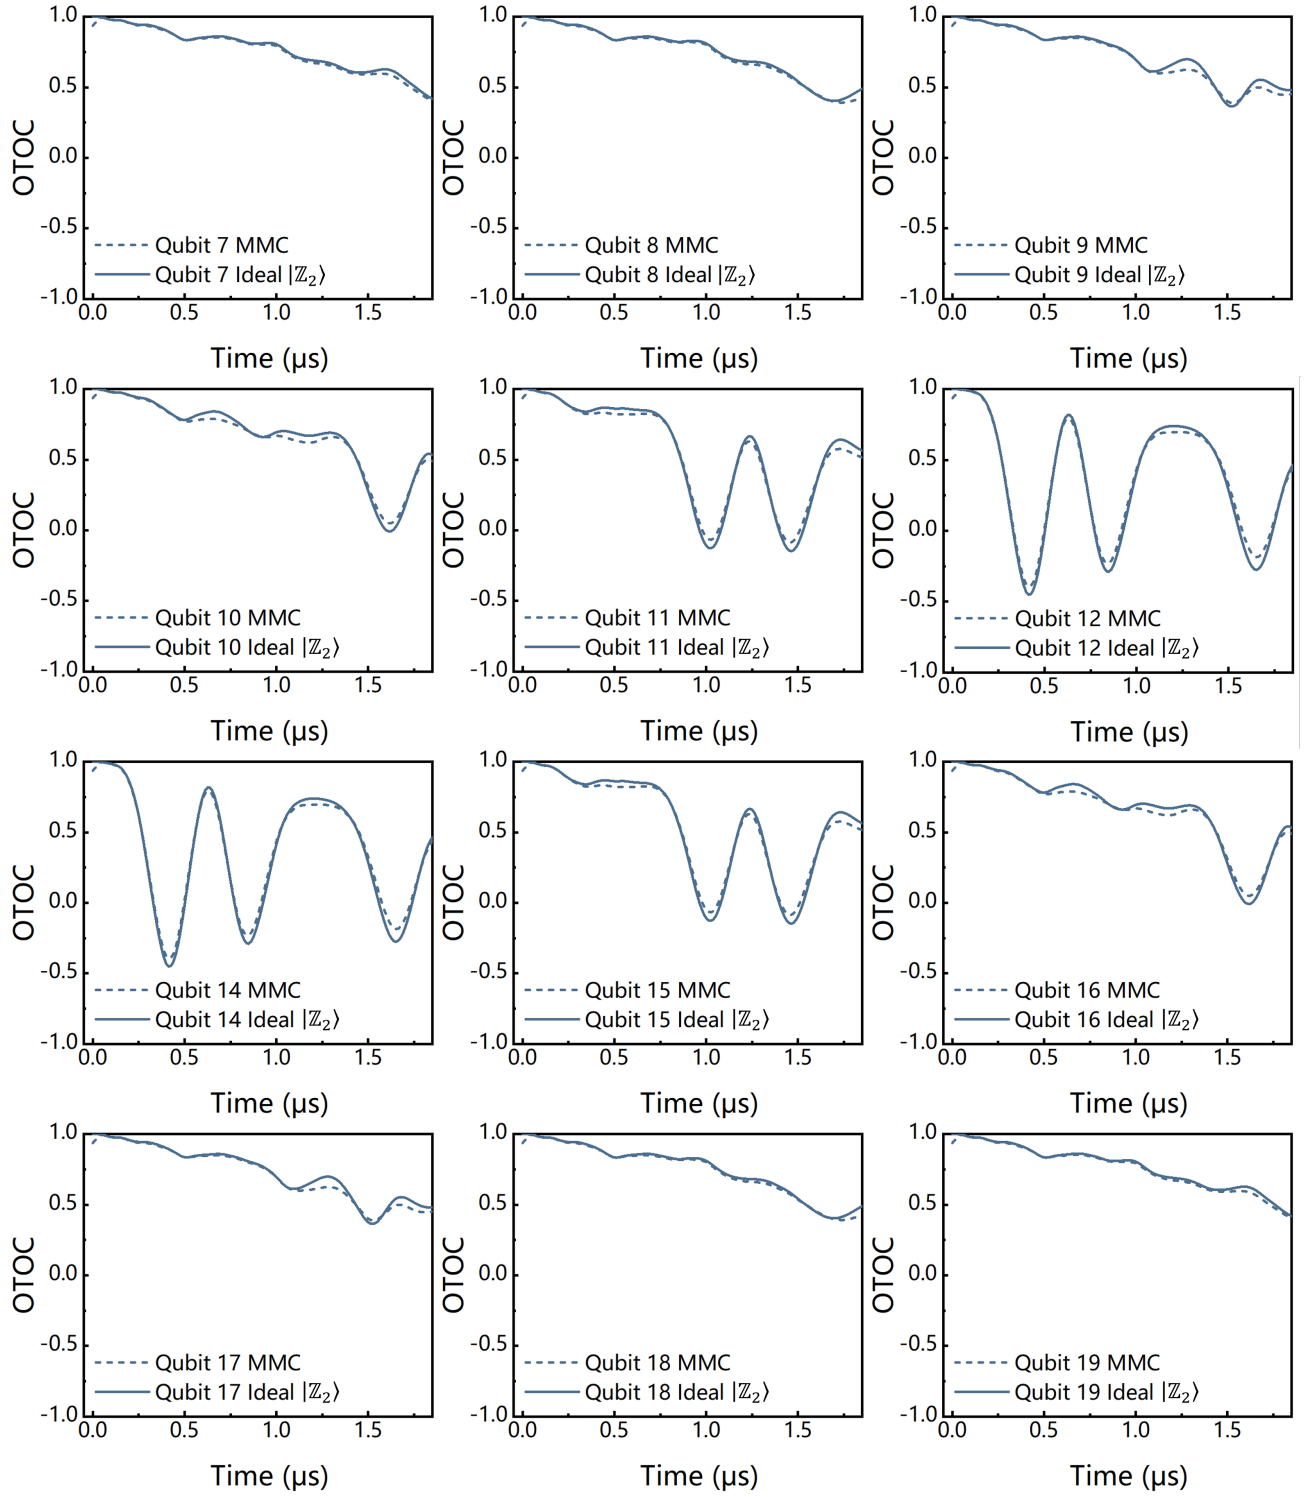 1.0
0.5
0.0
-0.5
-1.0
OTOC
Qubit 7 MMC
Qubit 7 Ideal |ℤ₂⟩
0.0 0.5 1.0 1.5
Time (μs)
1.0
0.5
0.0
-0.5
-1.0
OTOC
Qubit 8 MMC
Qubit 8 Ideal |ℤ₂⟩
0.0 0.5 1.0 1.5
Time (μs)
1.0
0.5
0.0
-0.5
-1.0
OTOC
Qubit 9 MMC
Qubit 9 Ideal |ℤ₂⟩
0.0 0.5 1.0 1.5
Time (μs)
1.0
0.5
0.0
-0.5
-1.0
OTOC
Qubit 10 MMC
Qubit 10 Ideal |ℤ₂⟩
0.0 0.5 1.0 1.5
Time (μs)
1.0
0.5
0.0
-0.5
-1.0
OTOC
Qubit 11 MMC
Qubit 11 Ideal |ℤ₂⟩
0.0 0.5 1.0 1.5
Time (μs)
1.0
0.5
0.0
-0.5
-1.0
OTOC
Qubit 12 MMC
Qubit 12 Ideal |ℤ₂⟩
0.0 0.5 1.0 1.5
Time (μs)
1.0
0.5
0.0
-0.5
-1.0
OTOC
Qubit 14 MMC
Qubit 14 Ideal |ℤ₂⟩
0.0 0.5 1.0 1.5
Time (μs)
1.0
0.5
0.0
-0.5
-1.0
OTOC
Qubit 15 MMC
Qubit 15 Ideal |ℤ₂⟩
0.0 0.5 1.0 1.5
Time (μs)
1.0
0.5
0.0
-0.5
-1.0
OTOC
Qubit 16 MMC
Qubit 16 Ideal |ℤ₂⟩
0.0 0.5 1.0 1.5
Time (μs)
1.0
0.5
0.0
-0.5
-1.0
OTOC
Qubit 17 MMC
Qubit 17 Ideal |ℤ₂⟩
0.0 0.5 1.0 1.5
Time (μs)
1.0
0.5
0.0
-0.5
-1.0
OTOC
Qubit 18 MMC
Qubit 18 Ideal |ℤ₂⟩
0.0 0.5 1.0 1.5
Time (μs)
1.0
0.5
0.0
-0.5
-1.0
OTOC
Qubit 19 MMC
Qubit 19 Ideal |ℤ₂⟩
0.0 0.5 1.0 1.5
Time (μs)